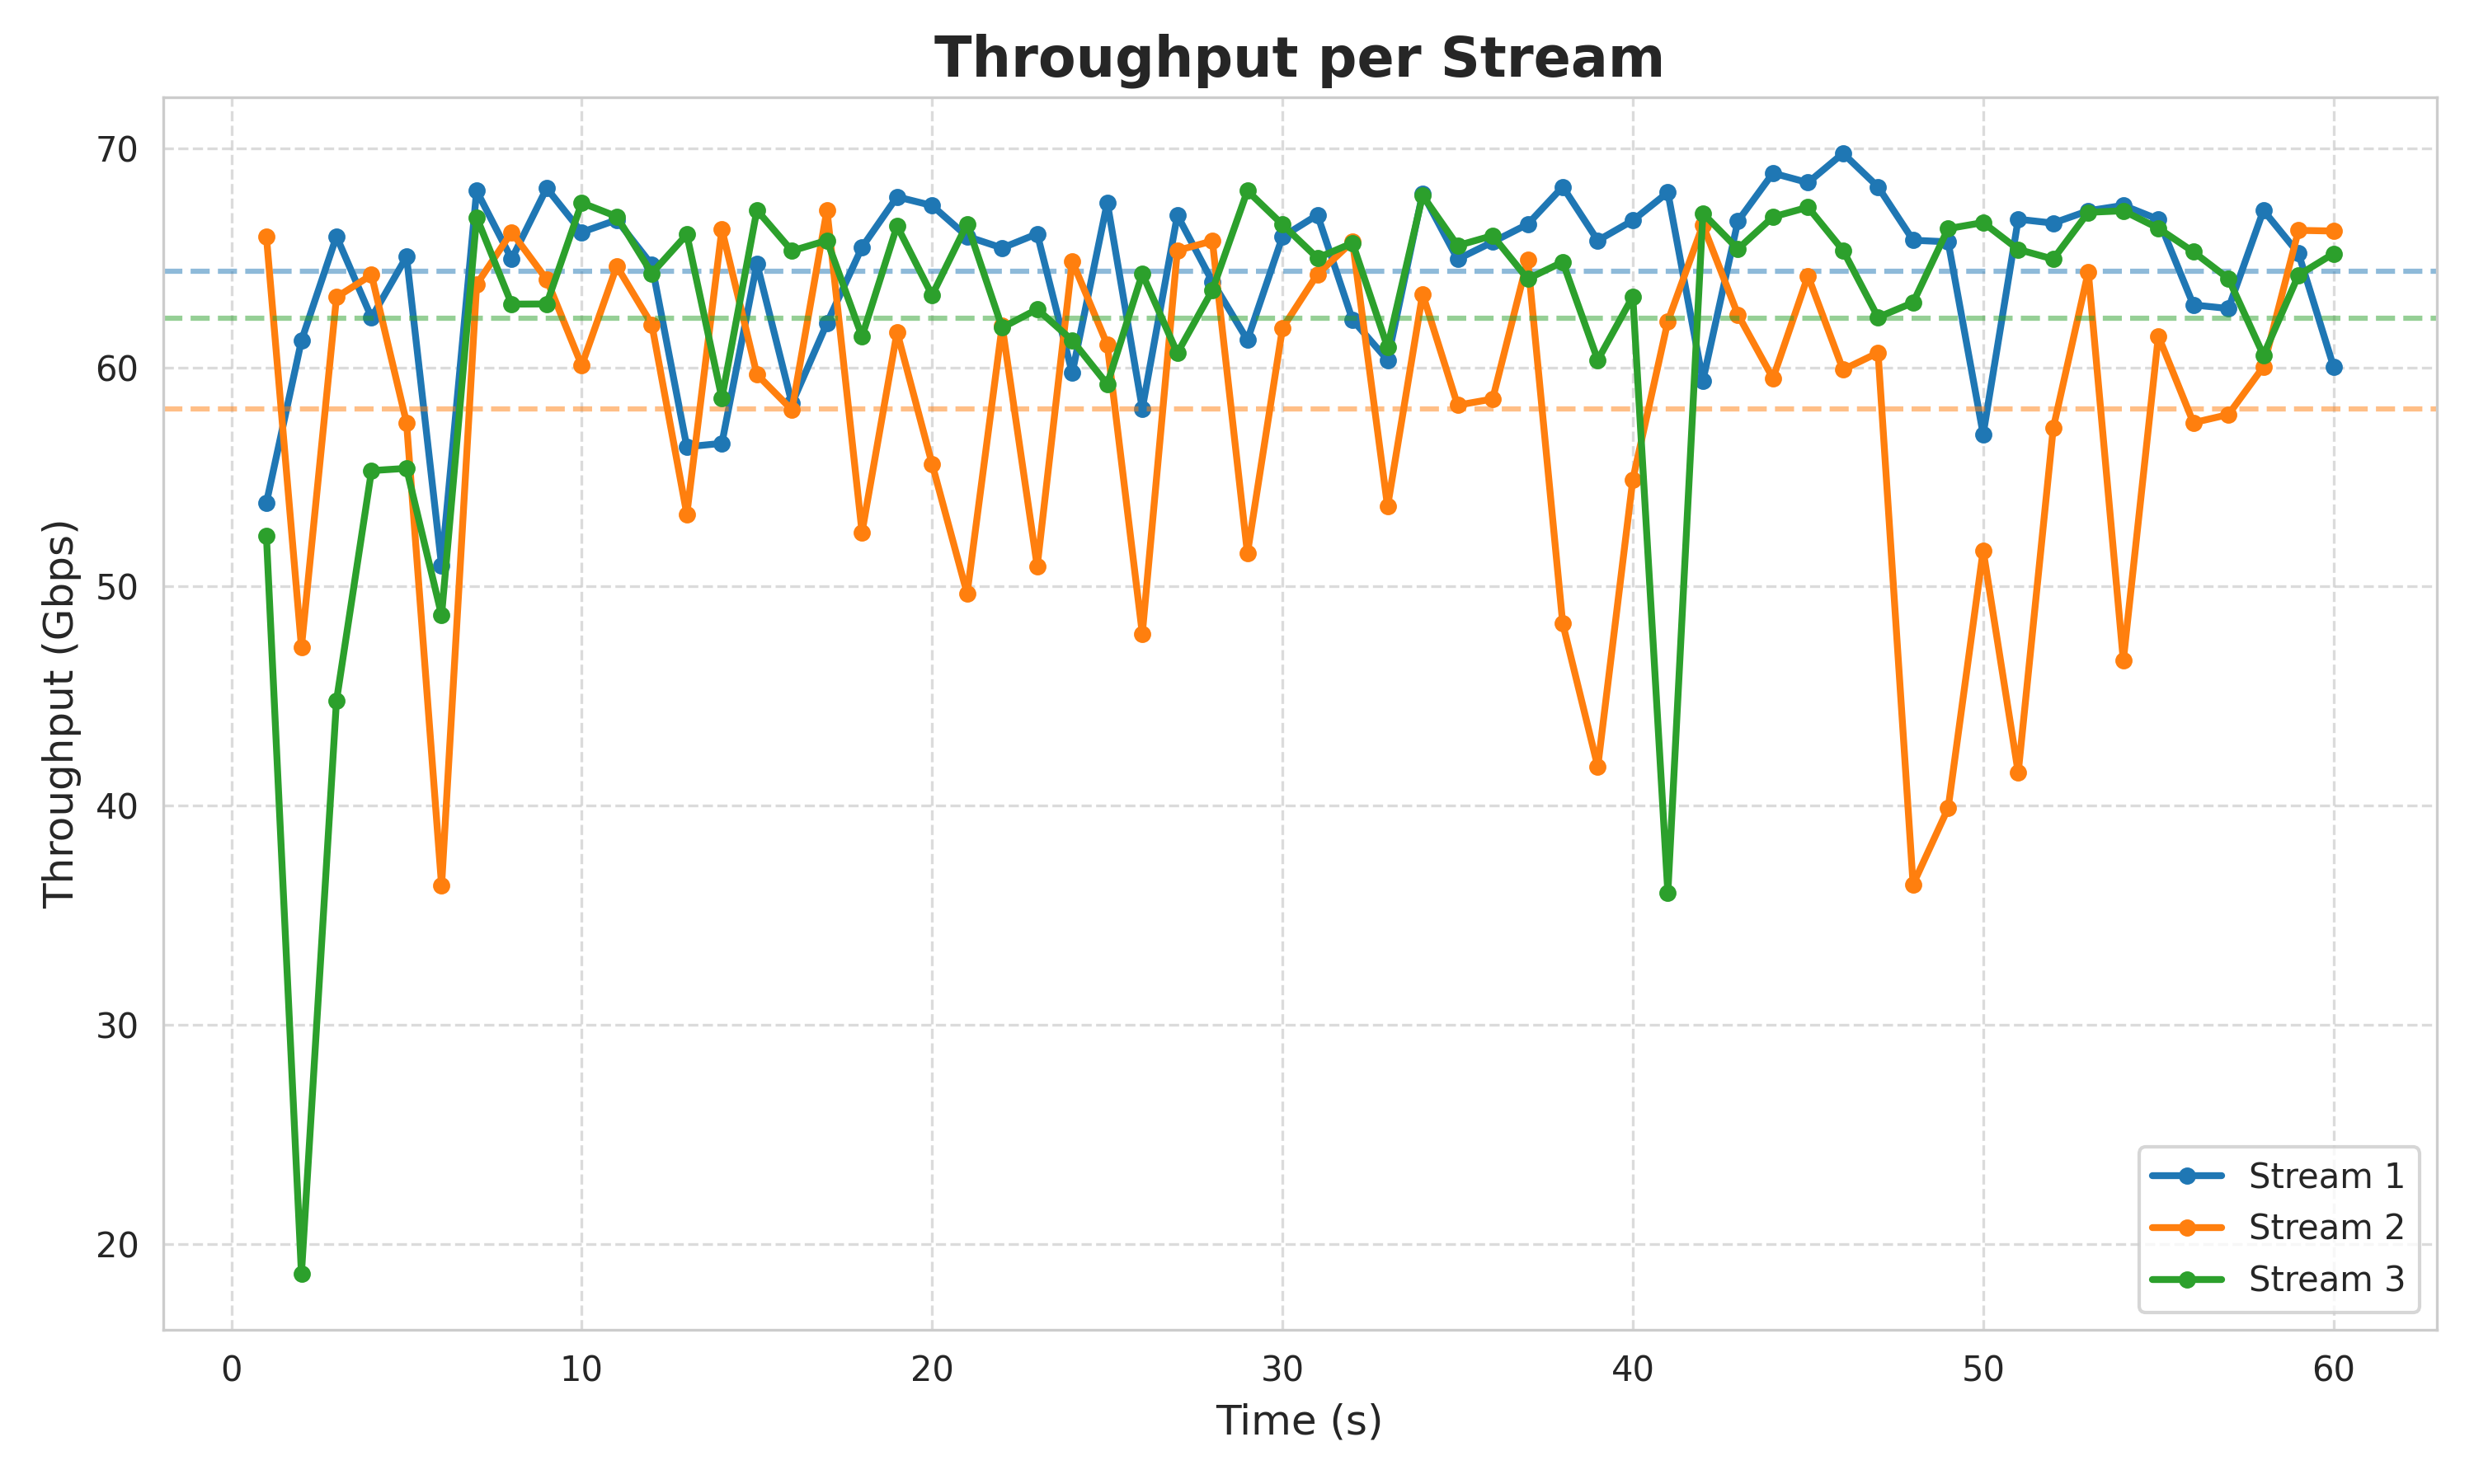 Throughput per Stream
Throughput (Gbps)
70
60
50
40
30
20
0 10 20 30 40 50 60
Time (s)
Stream 1
Stream 2
Stream 3